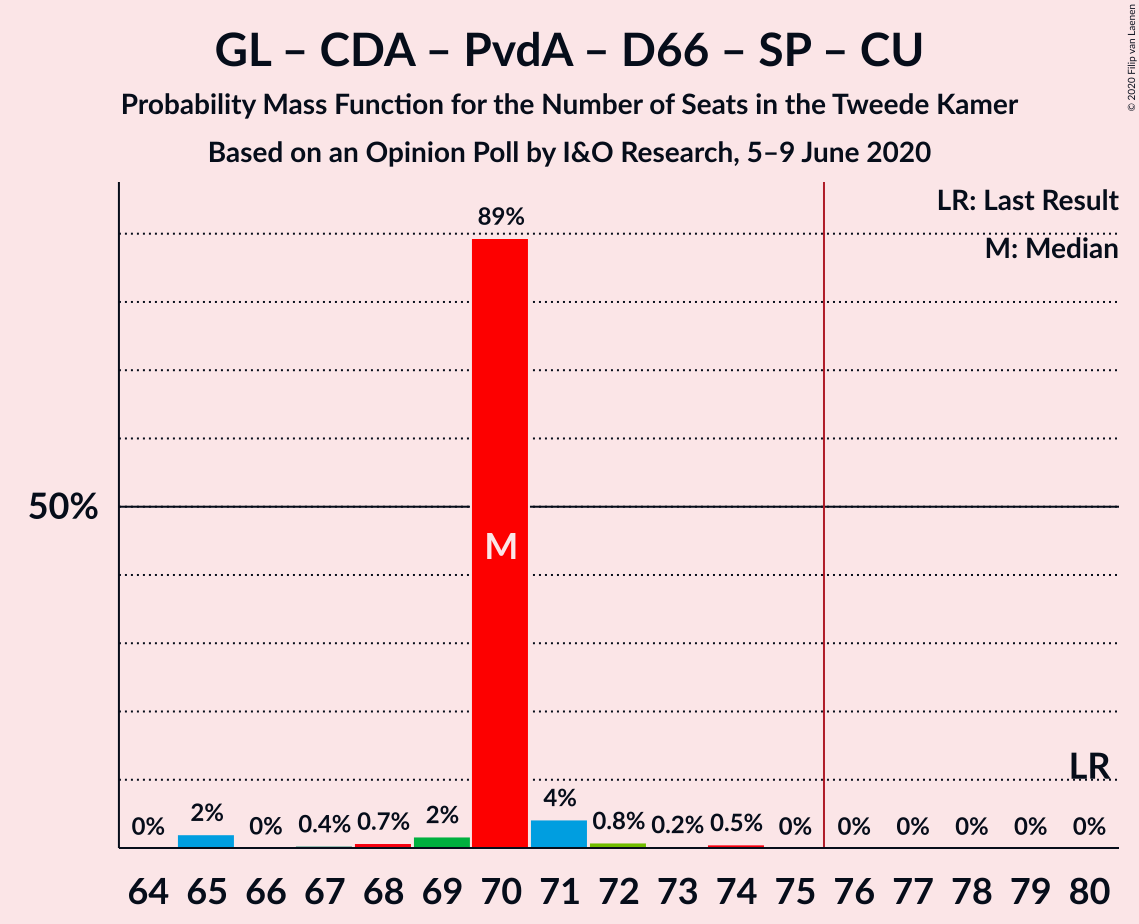 GL – CDA – PvdA – D66 – SP – CU
Probability Mass Function for the Number of Seats in the Tweede Kamer
Based on an Opinion Poll by I&O Research, 5–9 June 2020
© 2020 Filip van Laenen
LR: Last Result
M: Median
50%
89%
M
LR
0% 2% 0% 0.4% 0.7% 2% 4% 0.8% 0.2% 0.5% 0% 0% 0% 0% 0% 0%
64 65 66 67 68 69 70 71 72 73 74 75 76 77 78 79 80